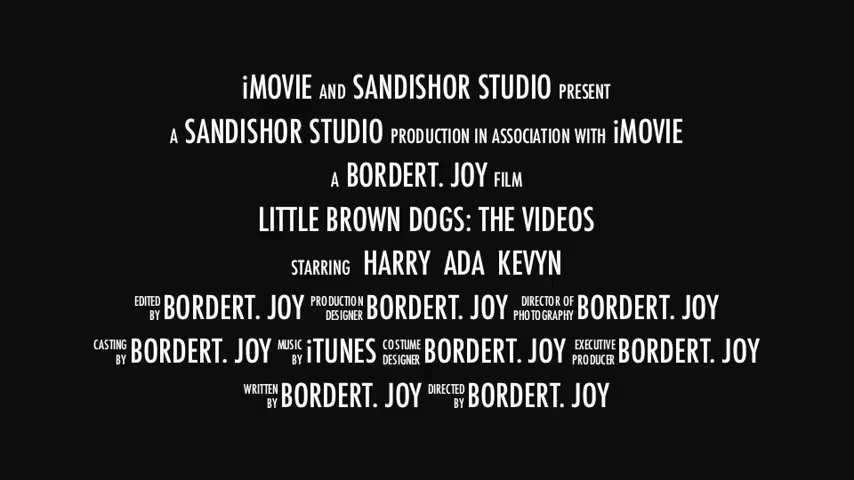 iMOVIE AND SANDISHOR STUDIO PRESENT
A SANDISHOR STUDIO PRODUCTION IN ASSOCIATION WITH iMOVIE
A BORDERT. JOY FILM
LITTLE BROWN DOGS: THE VIDEOS
STARRING HARRY ADA KEVYN
EDITED BY BORDERT. JOY PRODUCTION DESIGNER BORDERT. JOY DIRECTOR OF PHOTOGRAPHY BORDERT. JOY
CASTING BY BORDERT. JOY MUSIC BY iTUNES COSTUME DESIGNER BORDERT. JOY EXECUTIVE PRODUCER BORDERT. JOY
WRITTEN BY BORDERT. JOY DIRECTED BY BORDERT. JOY